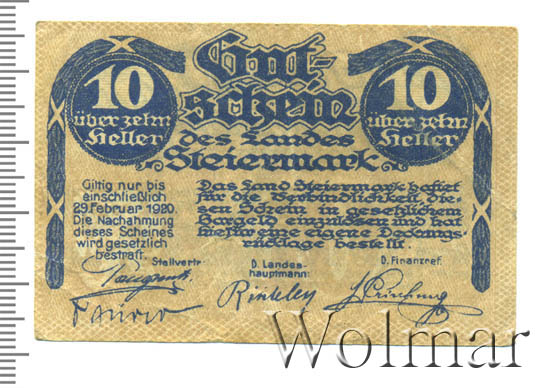 Gut-
schein
des Landes
Steiermark
10
über zehn
Heller
10
über zehn
Heller
Giltig nur bis
einschließlich
29. Februar 1920.
Die Nachahmung
dieses Scheines
wird gesetzlich
bestraft.
Das Land Steiermark haftet
für die Verbindlichkeit, die-
sen Schein in gesetzlichem
Bargeld einzulösen und hat
hiefür eine eigene Deckungs-
rücklage bestellt.
Stellvertr.
D. Landes-
hauptmann:
D. Finanzref.
Rintelen
Wolmar